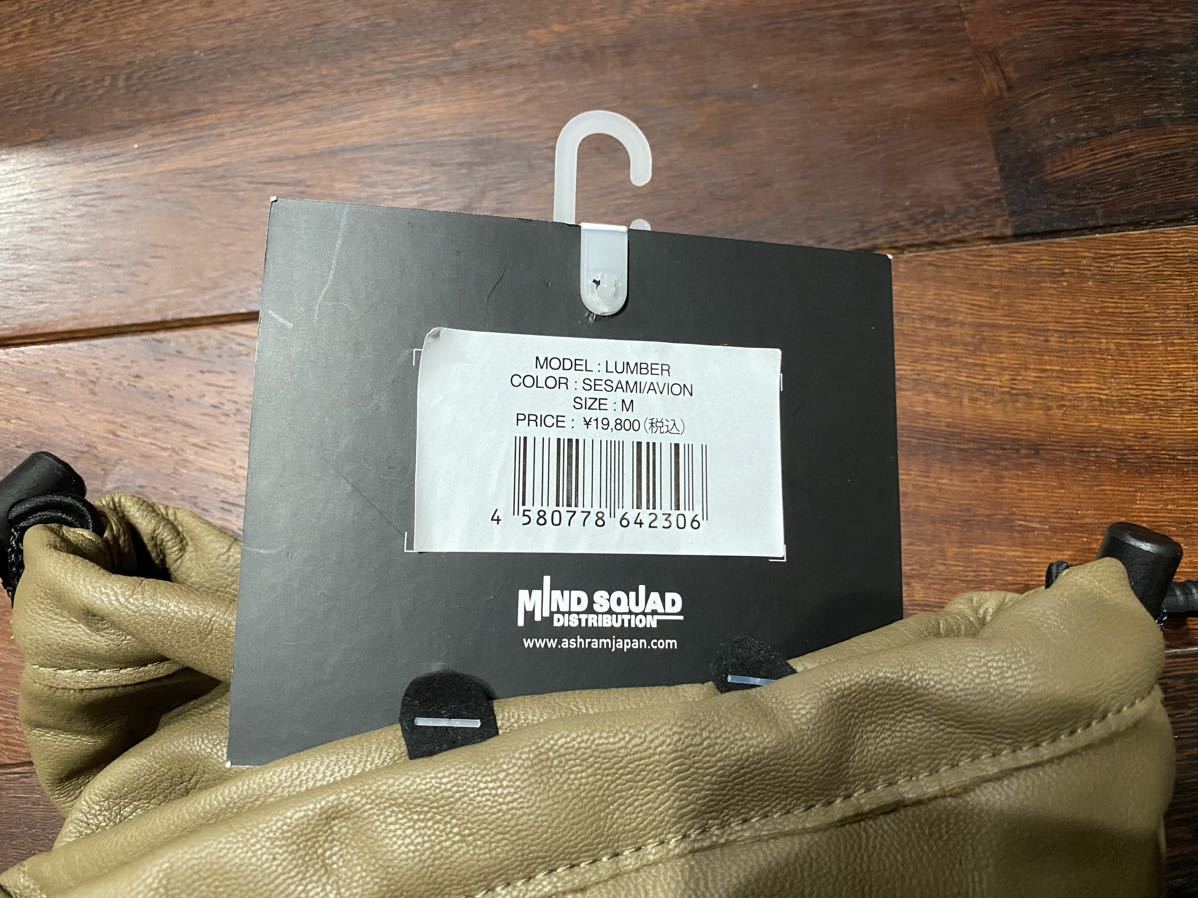 MODEL : LUMBER
COLOR : SESAMI/AVION
SIZE : M
PRICE : ¥19,800(税込)
4 580778 642306
MIND SQUAD
DISTRIBUTION
www.ashramjapan.com